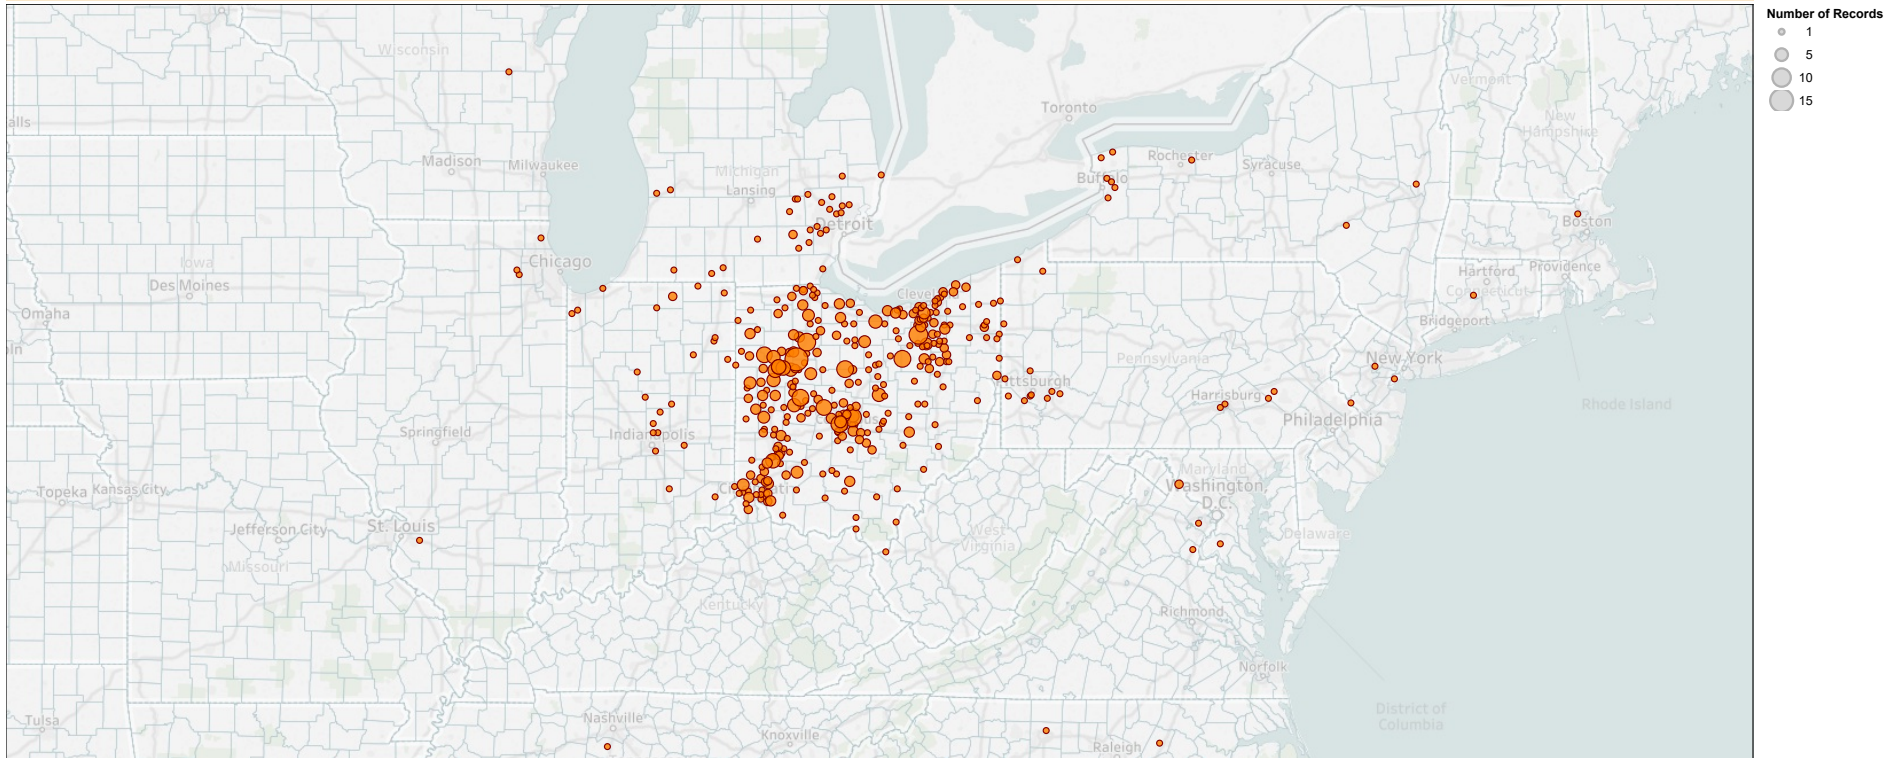 Number of Records
1
5
10
15
Wisconsin
Vermont
Toronto
alls
New
Hampshire
Madison
Milwaukee
Michigan
Lansing
Rochester
Syracuse
Buffalo
Detroit
Boston
Iowa
Chicago
Des Moines
Hartford
Providence
Connecticut
Omaha
Bridgeport
Pennsylvania
New York
Harrisburg
Rhode Island
Philadelphia
Springfield
Indianapolis
Maryland
Washington,
D.C.
Topeka
Kansas City
Jefferson City
St. Louis
West
Virginia
Delaware
Missouri
Kentucky
Richmond
Norfolk
District of
Columbia
Nashville
Tulsa
Knoxville
Raleigh